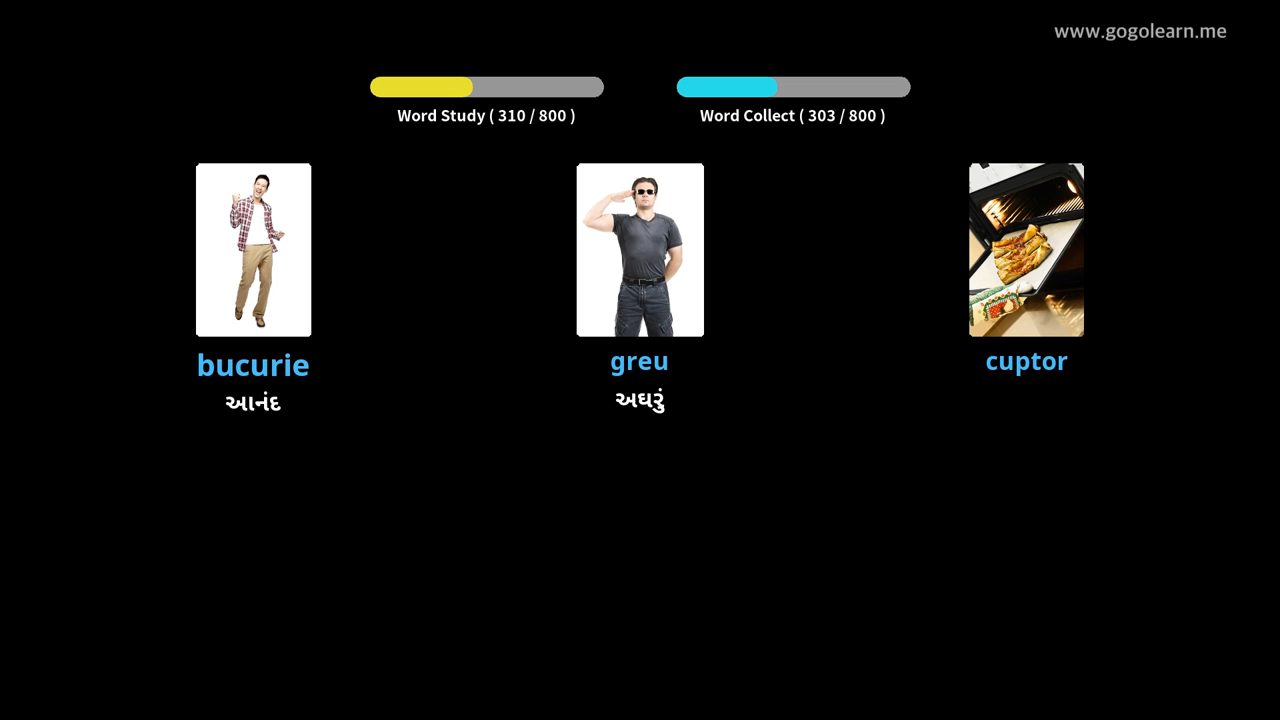 www.gogolearn.me
Word Study ( 310 / 800 )
Word Collect ( 303 / 800 )
bucurie
greu
cuptor
આનંદ
અઘરું